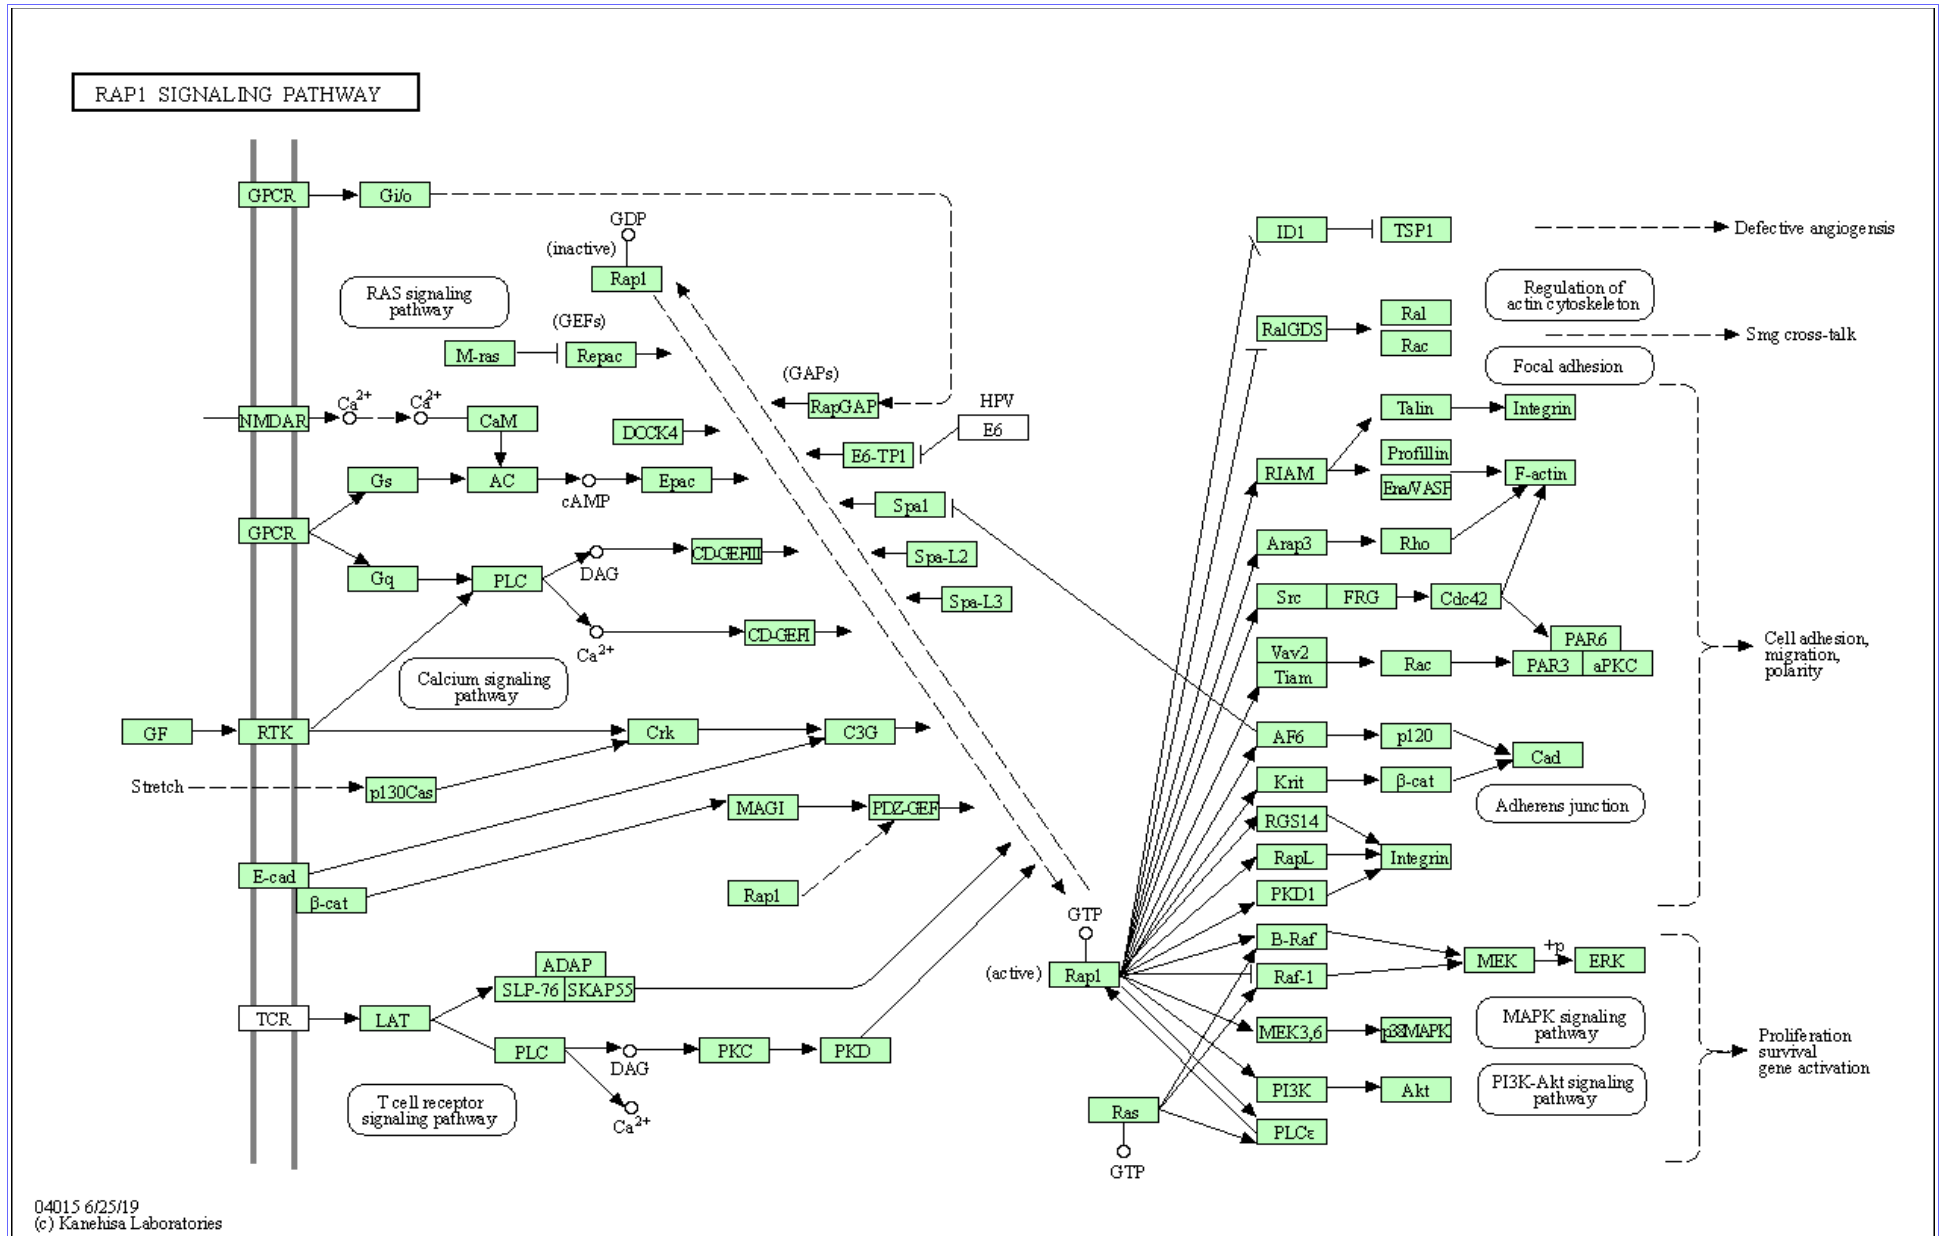 RAP1 SIGNALING PATHWAY
GPCR
Gi/o
GDP
(inactive)
Rap1
RAS signaling
pathway
(GEFs)
M-ras
Repac
(GAPs)
RapGAP
HPV
E6
NMDAR
Ca2+
Ca2+
CaM
DOCK4
E6-TP1
Gs
AC
cAMP
Epac
Spa1
GPCR
CD-GEFIII
Spa-L2
Gq
PLC
DAG
Spa-L3
Ca2+
CD-GEFI
Calcium signaling
pathway
GF
RTK
Crk
C3G
Stretch
p130Cas
MAGI
PDZ-GEF
E-cad
β-cat
Rap1
ADAP
SLP-76
SKAP55
TCR
LAT
PLC
DAG
PKC
PKD
Ca2+
T cell receptor
signaling pathway
GTP
(active)
Rap1
Ras
GTP
ID1
TSP1
Defective angiogensis
Regulation of
actin cytoskeleton
RalGDS
Ral
Rac
Smg cross-talk
Focal adhesion
Talin
Integrin
RIAM
Profillin
Ena/VASP
F-actin
Arap3
Rho
Src
FRG
Cdc42
PAR6
PAR3
aPKC
Vav2
Tiam
Rac
Cell adhesion,
migration,
polarity
AF6
p120
Cad
Krit
β-cat
Adherens junction
RGS14
RapL
Integrin
PKD1
B-Raf
Raf-1
MEK
+p
ERK
MEK3,6
p38MAPK
MAPK signaling
pathway
Proliferation
survival
gene activation
PI3K
Akt
PI3K-Akt signaling
pathway
PLCε
04015 6/25/19
(c) Kanehisa Laboratories